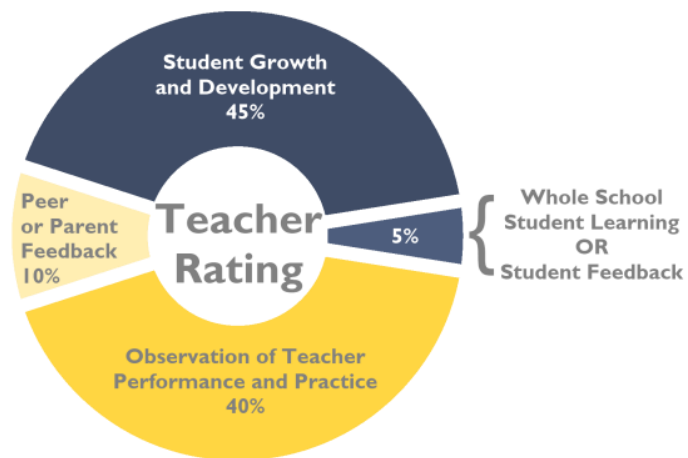 Student Growth
and Development
45%
Peer
or Parent
Feedback
10%
Teacher
Rating
5%
Whole School
Student Learning
OR
Student Feedback
Observation of Teacher
Performance and Practice
40%